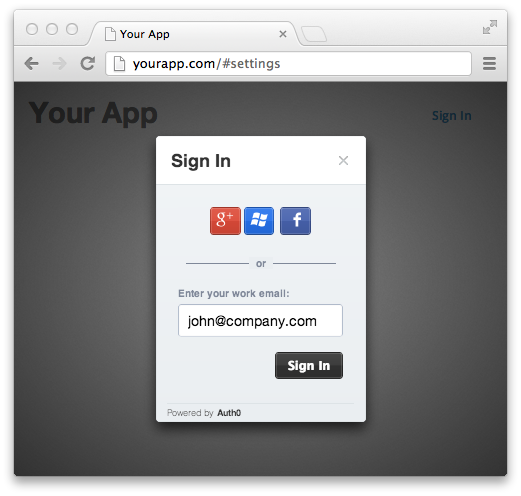 Your App
yourapp.com/#settings
Your App
Sign In
Sign In
g+
f
or
Enter your work email:
john@company.com
Sign In
Powered by Auth0